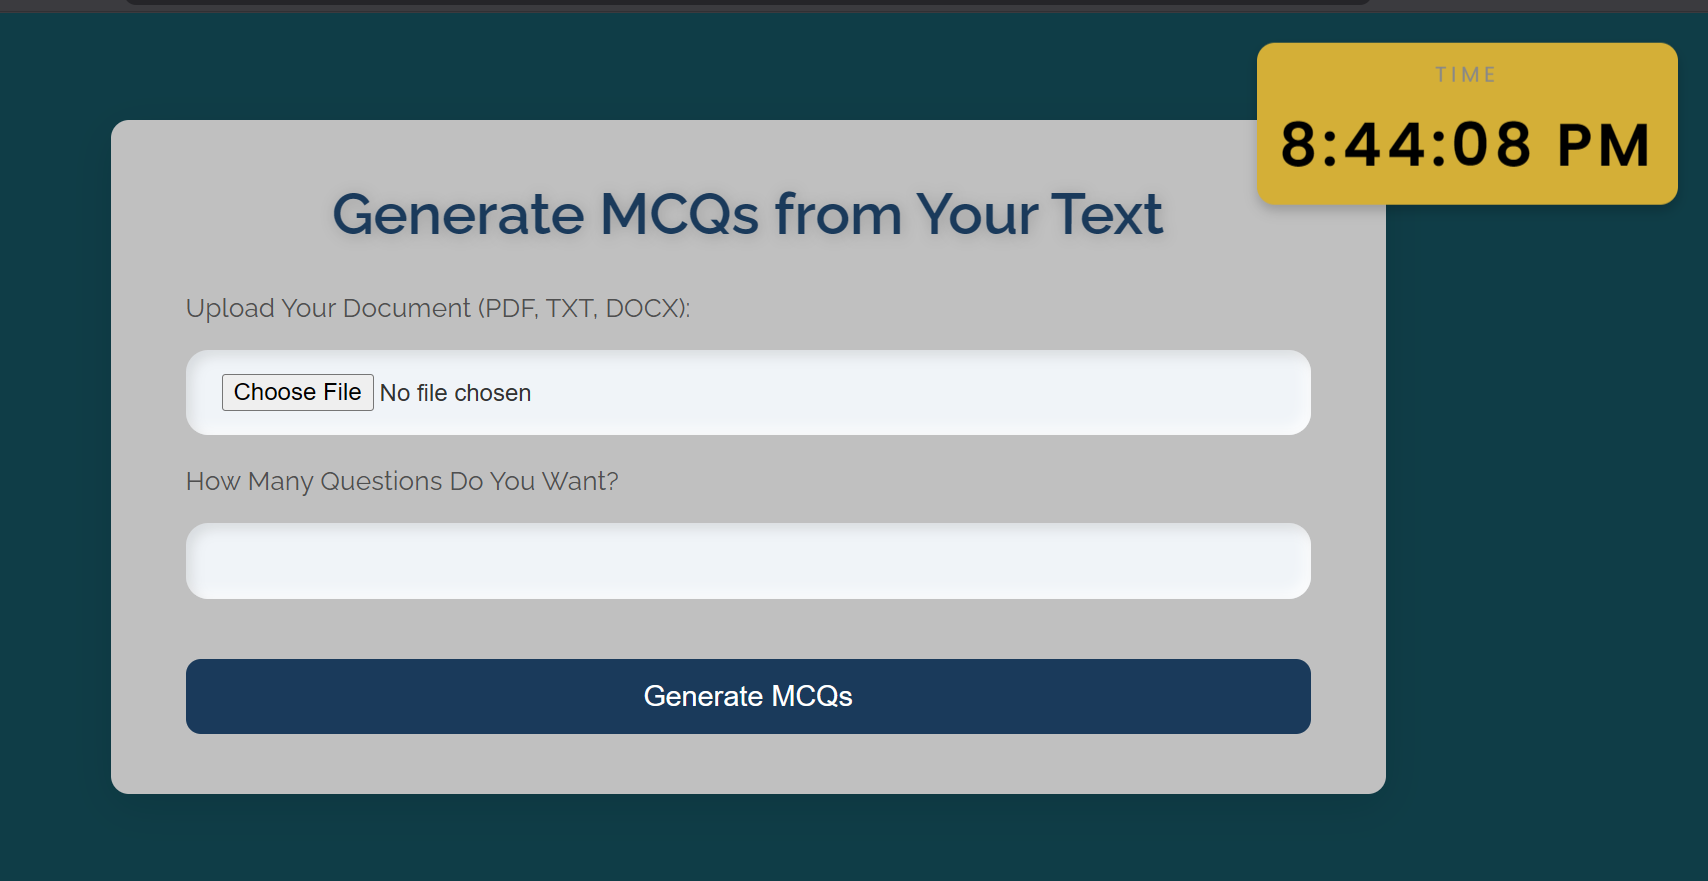 TIME
8:44:08 PM
Generate MCQs from Your Text
Upload Your Document (PDF, TXT, DOCX):
Choose File No file chosen
How Many Questions Do You Want?
Generate MCQs